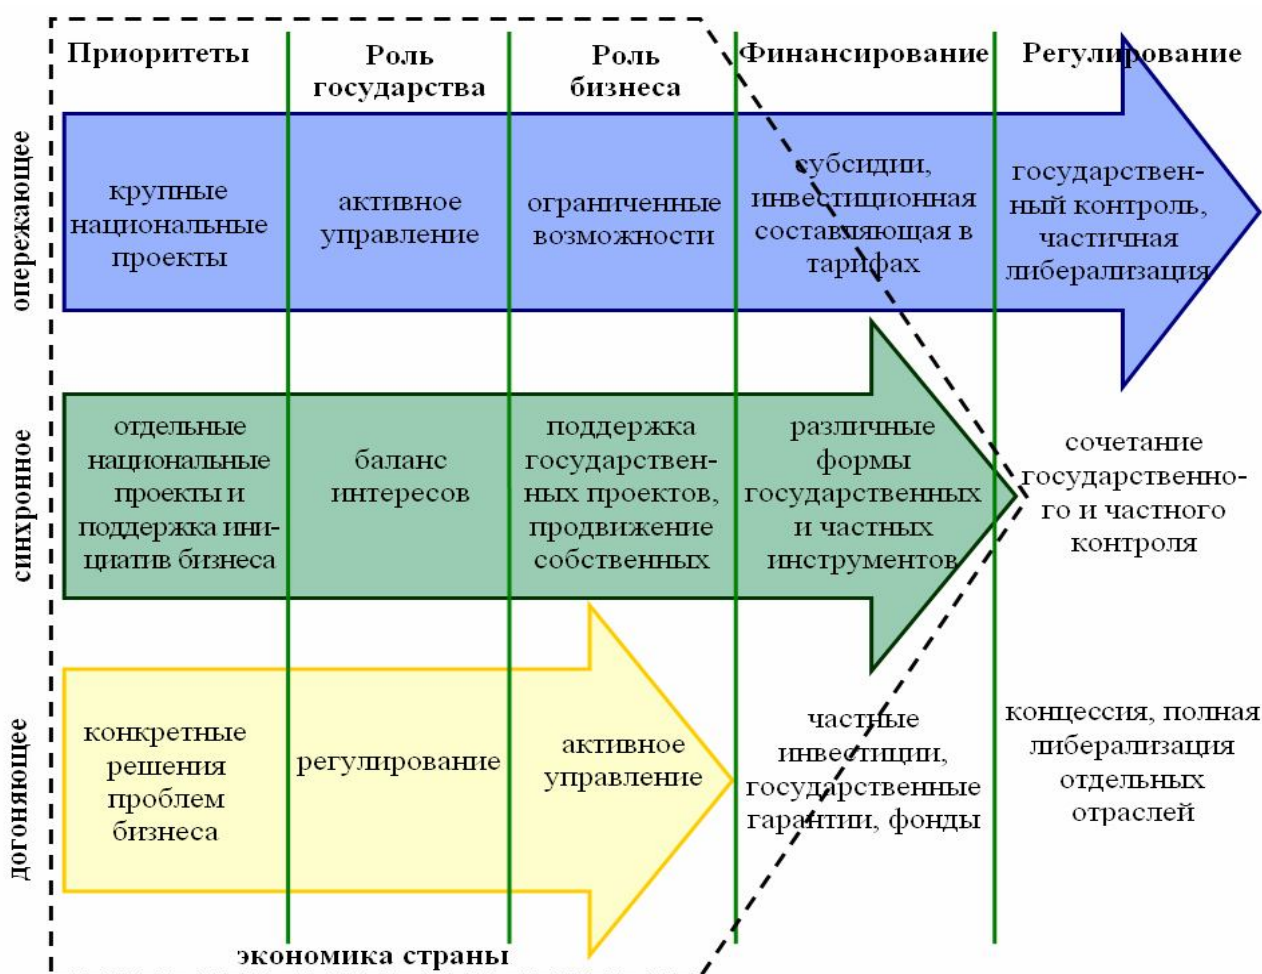 Приоритеты
Роль
государства
Роль
бизнеса
Финансирование
Регулирование
опережающее
крупные
национальные
проекты
активное
управление
ограниченные
возможности
субсидии,
инвестиционная
составляющая в
тарифах
государствен-
ный контроль,
частичная
либерализация
синхронное
отдельные
национальные
проекты и
поддержка ини-
циатив бизнеса
баланс
интересов
поддержка
государствен-
ных проектов,
продвижение
собственных
различные
формы
государственных
и частных
инструментов
сочетание
государственно-
го и частного
контроля
догоняющее
конкретные
решения
проблем
бизнеса
регулирование
активное
управление
частные
инвестиции,
государственные
гарантии, фонды
концессия, полная
либерализация
отдельных
отраслей
экономика страны